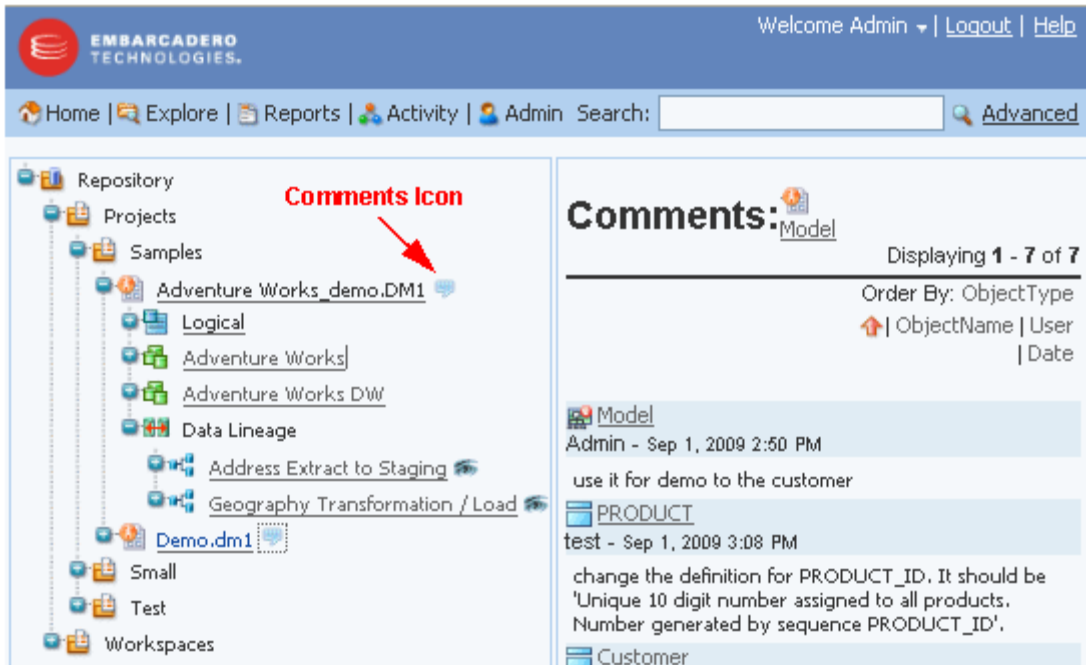 Welcome Admin | Logout | Help
EMBARCADERO
TECHNOLOGIES.
Home | Explore | Reports | Activity | Admin Search: Advanced
Repository
Projects
Samples
Comments Icon
Adventure Works_demo.DM1
Logical
Adventure Works
Adventure Works DW
Data Lineage
Address Extract to Staging
Geography Transformation / Load
Demo.dm1
Small
Test
Workspaces
Comments: Model
Displaying 1 - 7 of 7
Order By: ObjectType
| ObjectName | User
| Date
Model
Admin - Sep 1, 2009 2:50 PM
use it for demo to the customer
PRODUCT
test - Sep 1, 2009 3:08 PM
change the definition for PRODUCT_ID. It should be
'Unique 10 digit number assigned to all products.
Number generated by sequence PRODUCT_ID'.
Customer